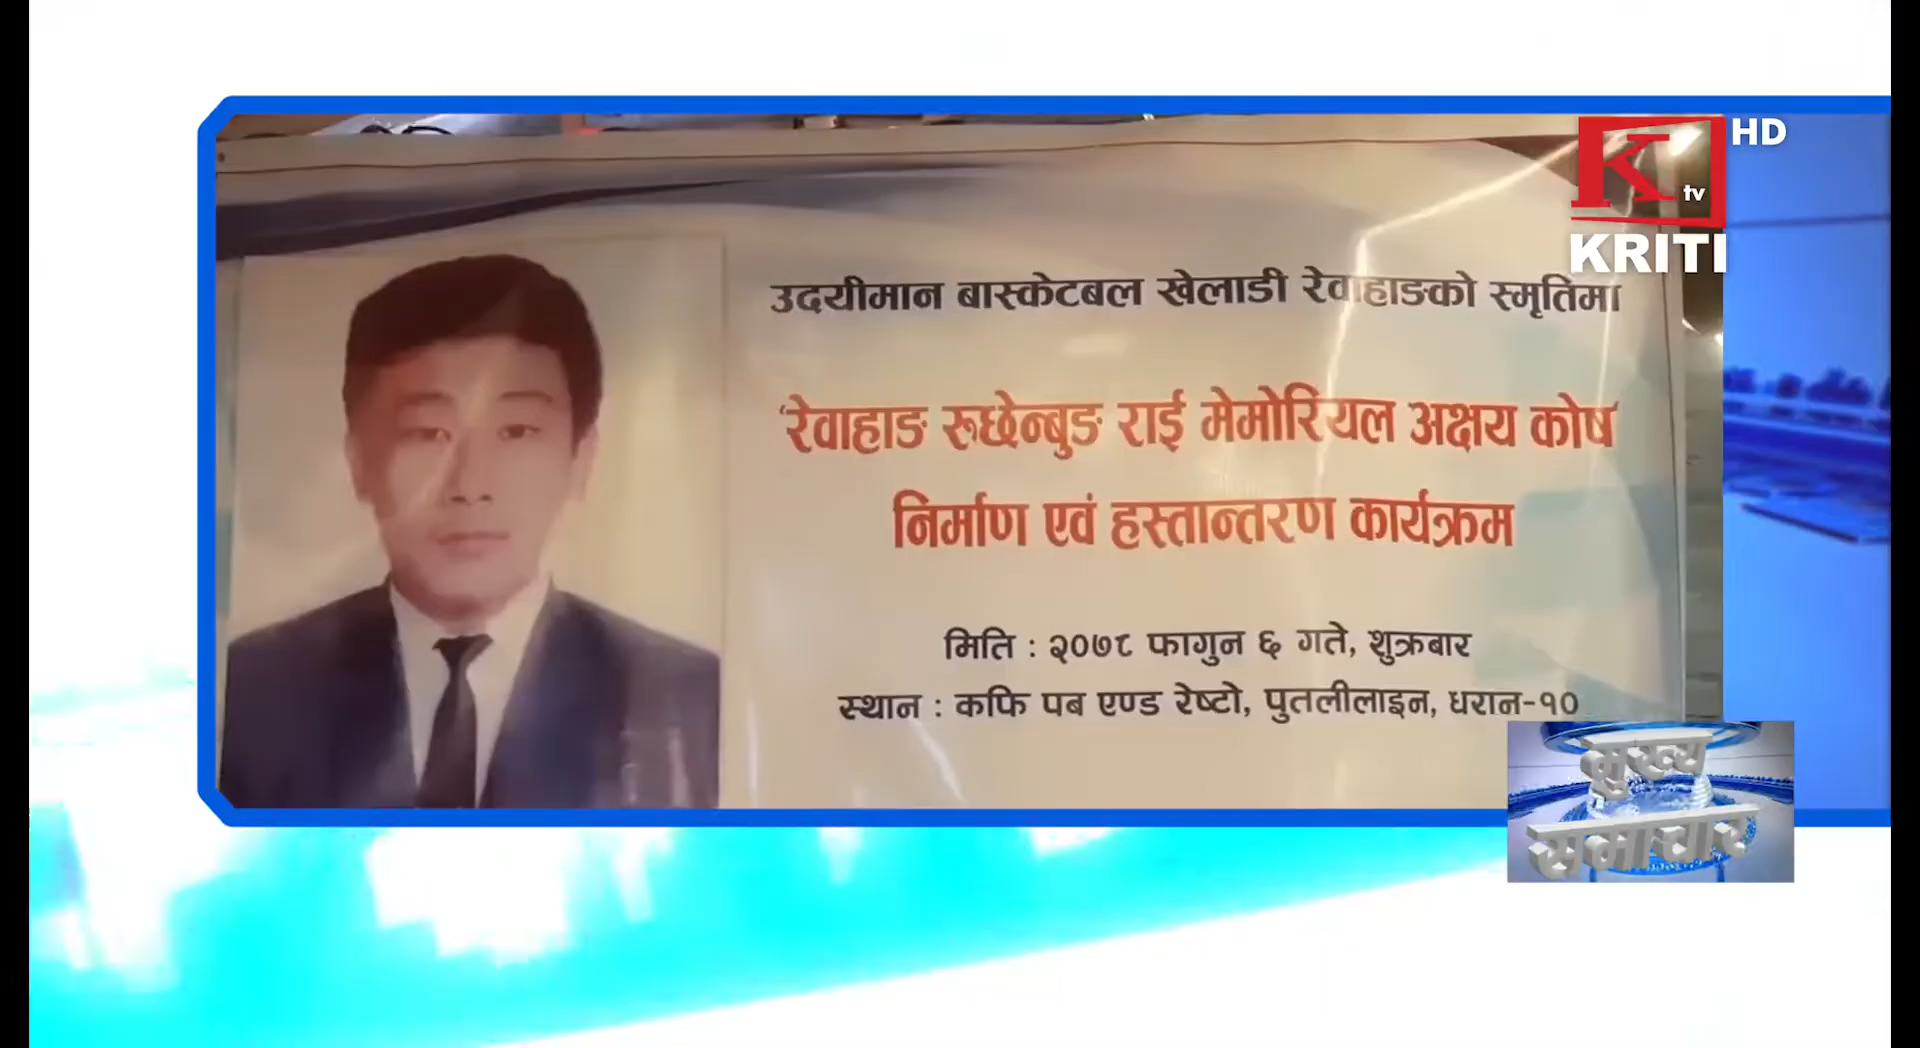 K tv HD
KRITI
उदयीमान बास्केटबल खेलाडी रेवाहाङको स्मृतिमा
'रेवाहाङ रुछेन्बुङ राई मेमोरियल अक्षय कोष'
निर्माण एवं हस्तान्तरण कार्यक्रम
मिति : २०७८ फागुन ६ गते, शुक्रबार
स्थान : कफि पब एण्ड रेष्टो, पुतलीलाइन, धरान-१०
मुख्य
समाचार